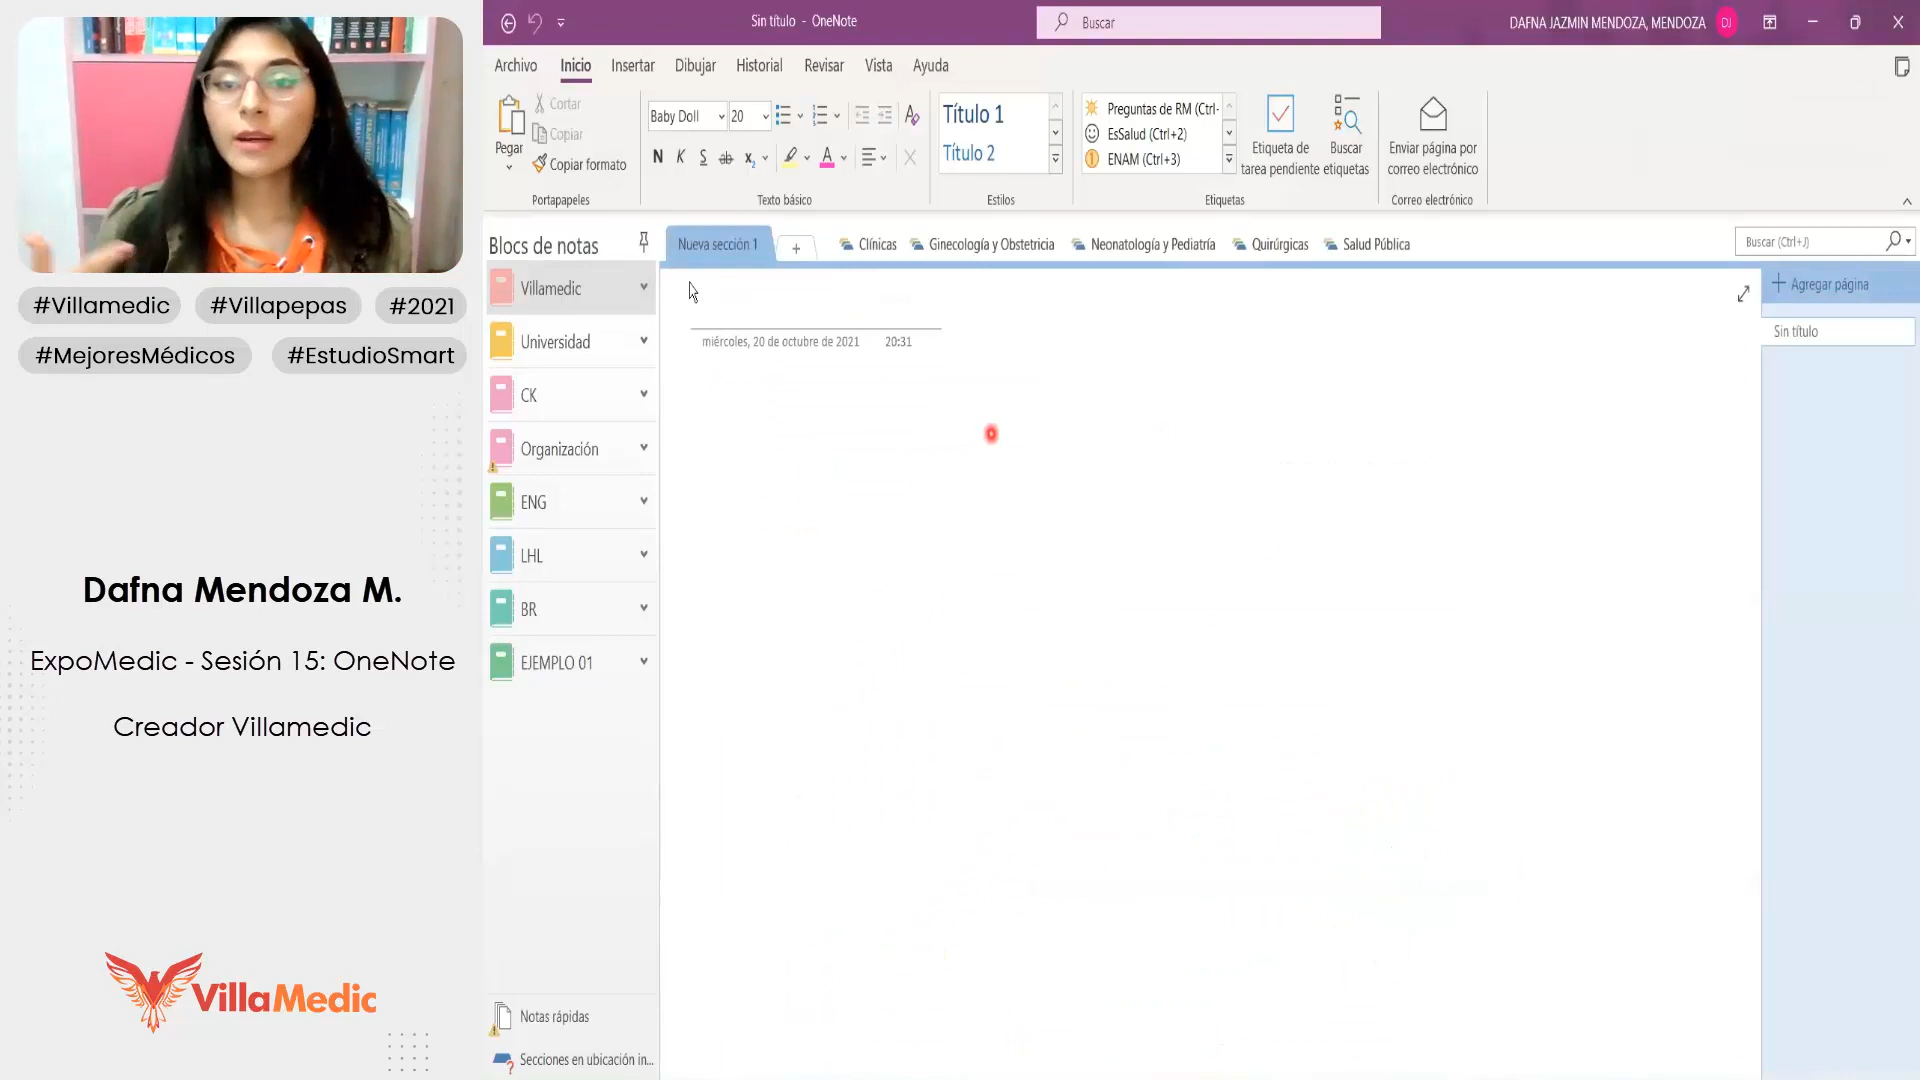 #Villamedic #Villapepas #2021
#MejoresMédicos #EstudioSmart
Dafna Mendoza M.
ExpoMedic - Sesión 15: OneNote
Creador Villamedic
VillaMedic
Sin título - OneNote
Buscar
DAFNA JAZMIN MENDOZA, MENDOZA DJ
Archivo Inicio Insertar Dibujar Historial Revisar Vista Ayuda
Pegar
Cortar
Copiar
Copiar formato
Portapapeles
Baby Doll 20
N K S ab x2 A
Texto básico
Título 1
Título 2
Estilos
Preguntas de RM (Ctrl-
EsSalud (Ctrl+2)
ENAM (Ctrl+3)
Etiqueta de
tarea pendiente
Buscar
etiquetas
Etiquetas
Enviar página por
correo electrónico
Correo electrónico
Blocs de notas
Nueva sección 1 + Clínicas Ginecología y Obstetricia Neonatología y Pediatría Quirúrgicas Salud Pública
Buscar (Ctrl+J)
Villamedic
Universidad
CK
Organización
ENG
LHL
BR
EJEMPLO 01
Notas rápidas
Secciones en ubicación in...
miércoles, 20 de octubre de 2021 20:31
Agregar página
Sin título